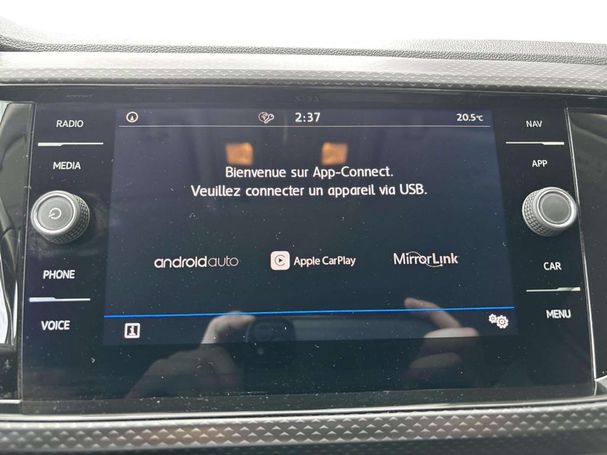 RADIO
MEDIA
PHONE
VOICE
2:37
20.5°C
Bienvenue sur App-Connect.
Veuillez connecter un appareil via USB.
androidauto
Apple CarPlay
MirrorLink
NAV
APP
CAR
MENU